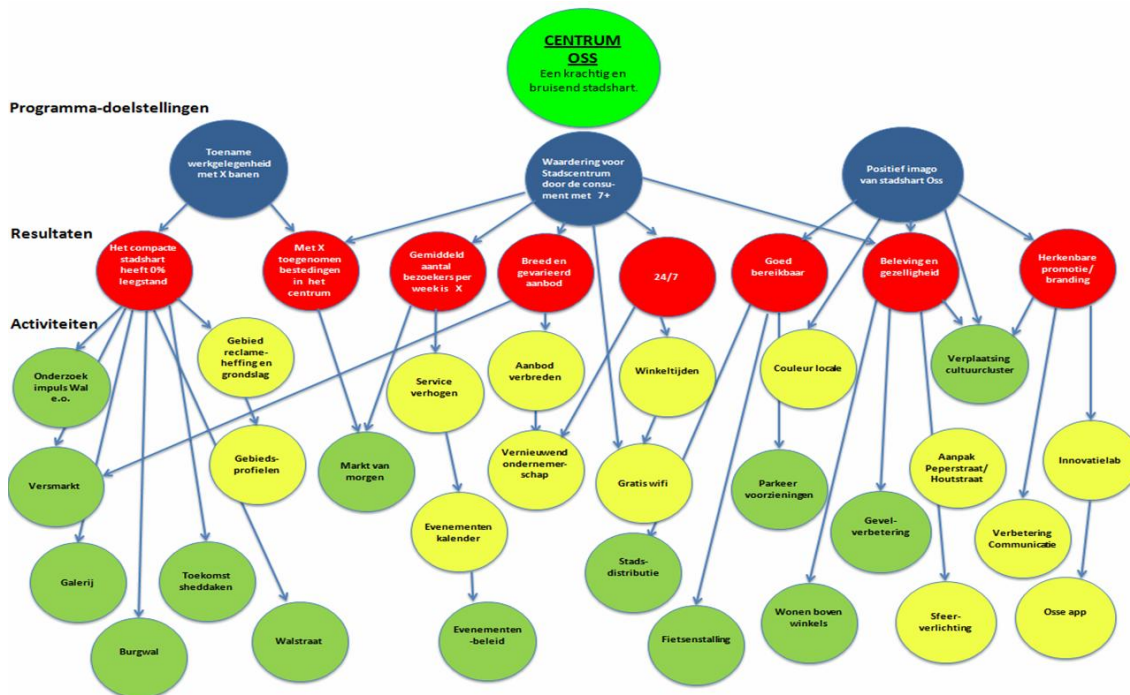 CENTRUM
OSS
Een krachtig en
bruisend stadshart.
Programma-doelstellingen
Toename
werkgelegenheid
met X banen
Waardering voor
Stadscentrum
door de consu-
ment met 7+
Positief imago
van stadshart Oss
Resultaten
Het compacte
stadshart
heeft 0%
leegstand
Met X
toegenomen
bestedingen
in het
centrum
Gemiddeld
aantal
bezoekers per
week is X
Breed en
gevarieerd
aanbod
24/7
Goed
bereikbaar
Beleving en
gezelligheid
Herkenbare
promotie/
branding
Activiteiten
Onderzoek
impuls Wal
e.o.
Gebied
reclame-
heffing en
grondslag
Service
verhogen
Aanbod
verbreden
Winkeltijden
Couleur locale
Verplaatsing
cultuurcluster
Versmarkt
Gebieds-
profielen
Markt van
morgen
Vernieuwend
ondernemer-
schap
Gratis wifi
Parkeer
voorzieningen
Aanpak
Peperstraat/
Houtstraat
Innovatielab
Gevel-
verbetering
Evenementen
kalender
Verbetering
Communicatie
Galerij
Toekomst
sheddaken
Stads-
distributie
Burgwal
Walstraat
Evenementen
-beleid
Fietsenstalling
Wonen boven
winkels
Sfeer-
verlichting
Osse app